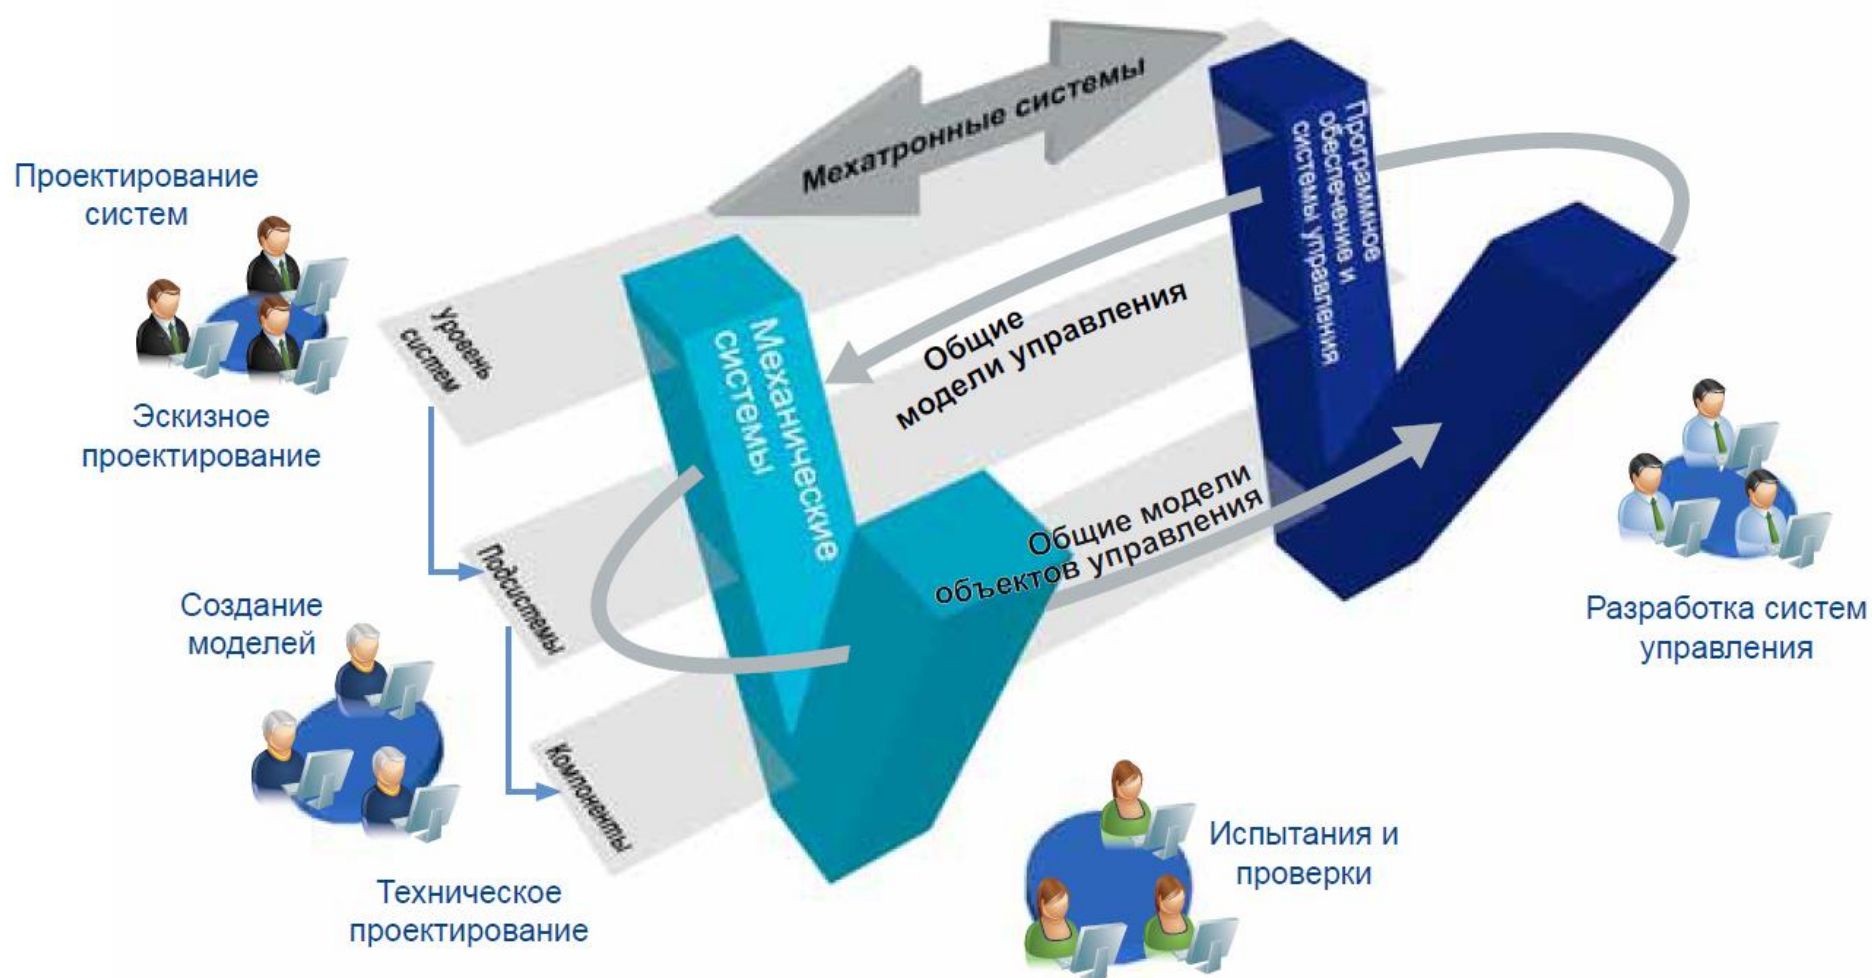 Мехатронные системы
Программное
обеспечение и
системы управления
Проектирование
систем
Уровень
систем
Механические
системы
Общие
модели управления
Эскизное
проектирование
Общие модели
объектов управления
Подсистемы
Создание
моделей
Разработка систем
управления
Компоненты
Испытания и
проверки
Техническое
проектирование